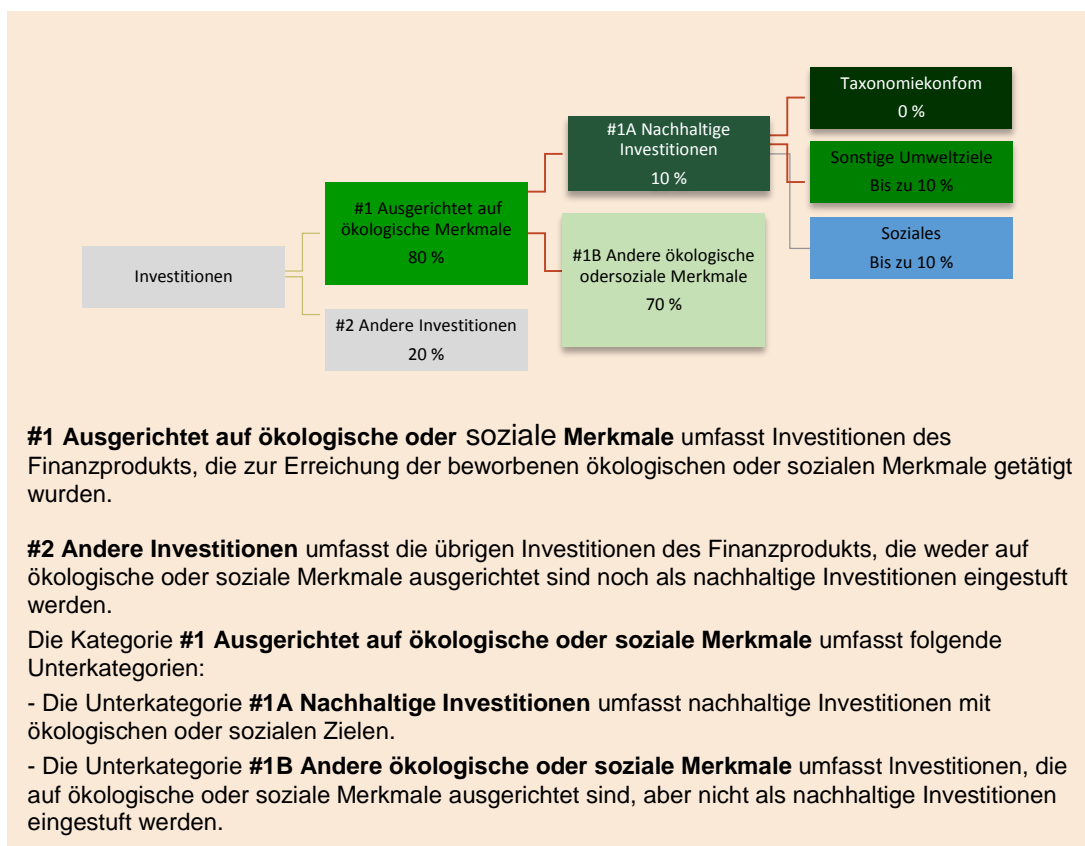 Investitionen
#1 Ausgerichtet auf
ökologische Merkmale
80 %
#2 Andere Investitionen
20 %
#1A Nachhaltige
Investitionen
10 %
#1B Andere ökologische
odersoziale Merkmale
70 %
Taxonomiekonfom
0 %
Sonstige Umweltziele
Bis zu 10 %
Soziales
Bis zu 10 %
#1 Ausgerichtet auf ökologische oder soziale Merkmale umfasst Investitionen des
Finanzprodukts, die zur Erreichung der beworbenen ökologischen oder sozialen Merkmale getätigt
wurden.
#2 Andere Investitionen umfasst die übrigen Investitionen des Finanzprodukts, die weder auf
ökologische oder soziale Merkmale ausgerichtet sind noch als nachhaltige Investitionen eingestuft
werden.
Die Kategorie #1 Ausgerichtet auf ökologische oder soziale Merkmale umfasst folgende
Unterkategorien:
- Die Unterkategorie #1A Nachhaltige Investitionen umfasst nachhaltige Investitionen mit
ökologischen oder sozialen Zielen.
- Die Unterkategorie #1B Andere ökologische oder soziale Merkmale umfasst Investitionen, die
auf ökologische oder soziale Merkmale ausgerichtet sind, aber nicht als nachhaltige Investitionen
eingestuft werden.